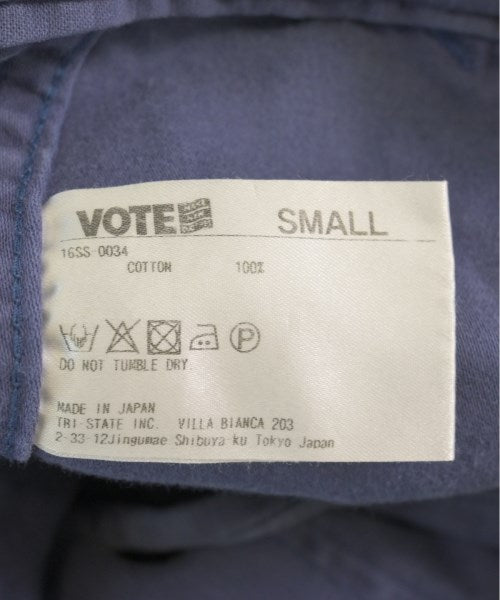 VOTE SMALL
16SS-0034
COTTON 100%
P
DO NOT TUMBLE DRY
MADE IN JAPAN
TRI-STATE INC. VILLA BIANCA 203
2-33-12Jingumae Shibuya ku Tokyo Japan